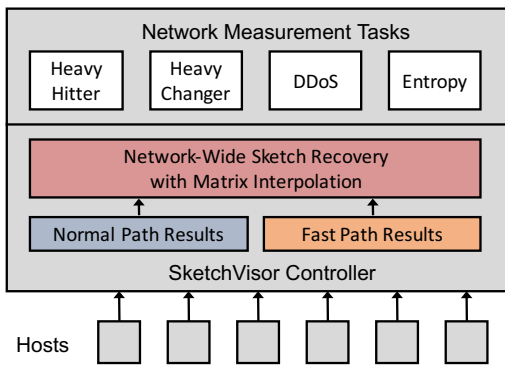 Network Measurement Tasks
Heavy
Hitter
Heavy
Changer
DDoS
Entropy
Network-Wide Sketch Recovery
with Matrix Interpolation
Normal Path Results
Fast Path Results
SketchVisor Controller
Hosts